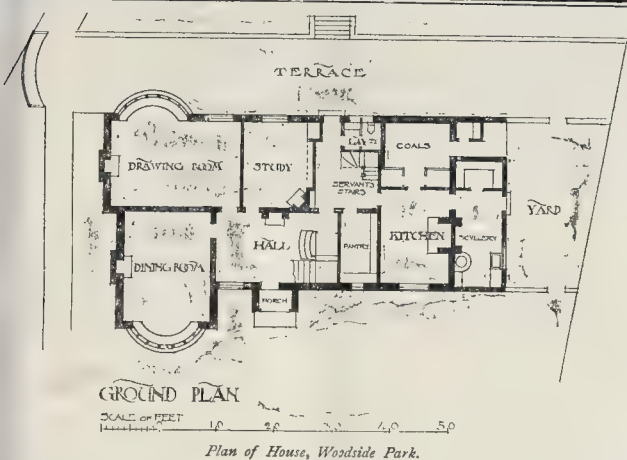 TERRACE
LAV
COALS
DRAWING ROOM
STUDY
SERVANTS
STAIRS
YARD
HALL
PANTRY
KITCHEN
SCULLERY
DINING ROOM
PORCH
GROUND PLAN
SCALE OF FEET
10 20 30 40 50
Plan of House, Woodside Park.